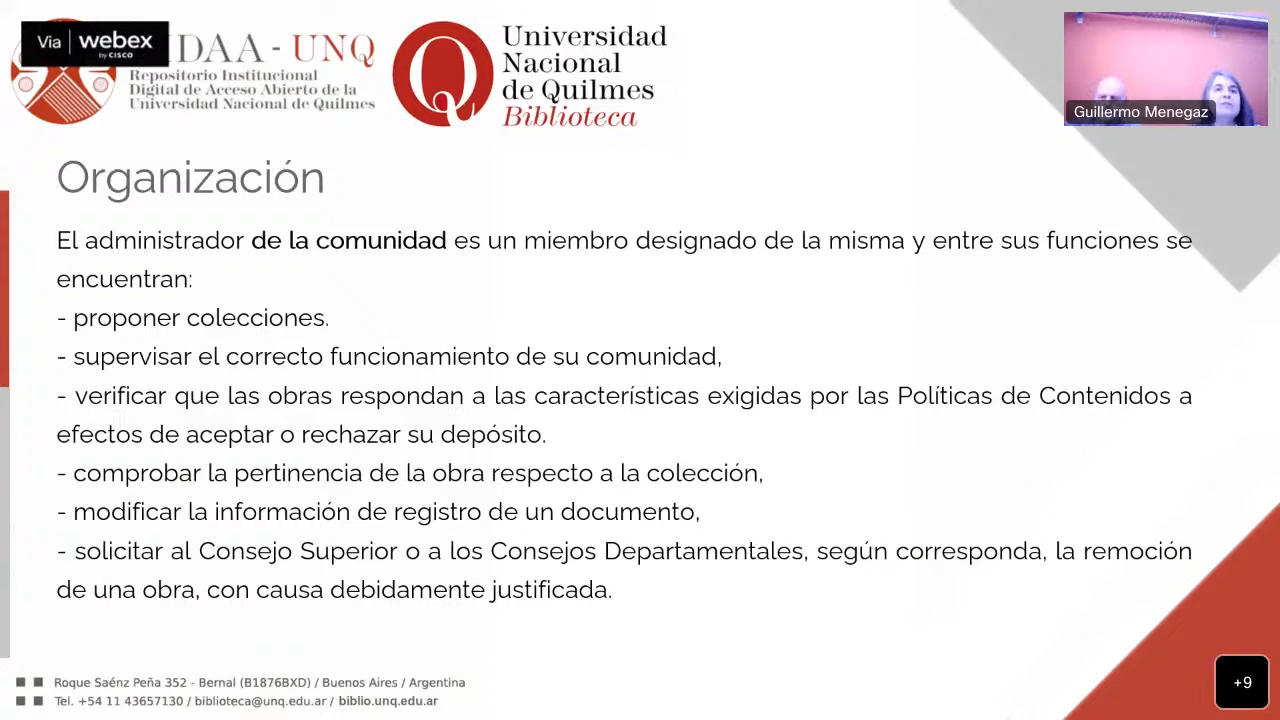 Via webex
by CISCO
DAA - UNQ
Repositorio Institucional
Digital de Acceso Abierto de la
Universidad Nacional de Quilmes
Q
Universidad
Nacional
de Quilmes
Biblioteca
Guillermo Menegaz
Organización
El administrador de la comunidad es un miembro designado de la misma y entre sus funciones se
encuentran:
- proponer colecciones.
- supervisar el correcto funcionamiento de su comunidad,
- verificar que las obras respondan a las características exigidas por las Políticas de Contenidos a
efectos de aceptar o rechazar su depósito.
- comprobar la pertinencia de la obra respecto a la colección,
- modificar la información de registro de un documento,
- solicitar al Consejo Superior o a los Consejos Departamentales, según corresponda, la remoción
de una obra, con causa debidamente justificada.
Roque Saénz Peña 352 - Bernal (B1876BXD) / Buenos Aires / Argentina
Tel. +54 11 43657130 / biblioteca@unq.edu.ar / biblio.unq.edu.ar
+9